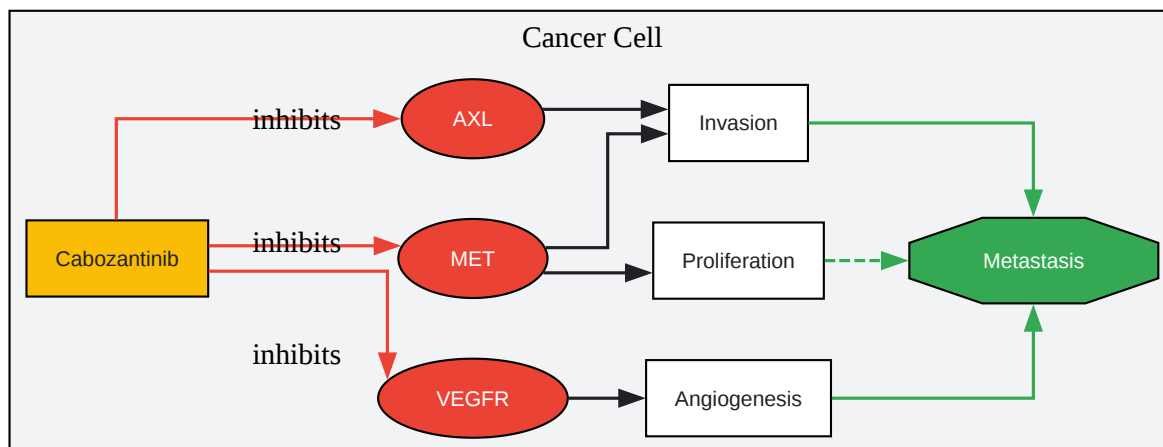 Cancer Cell
inhibits
AXL
Invasion
Cabozantinib
inhibits
MET
Proliferation
Metastasis
inhibits
VEGFR
Angiogenesis